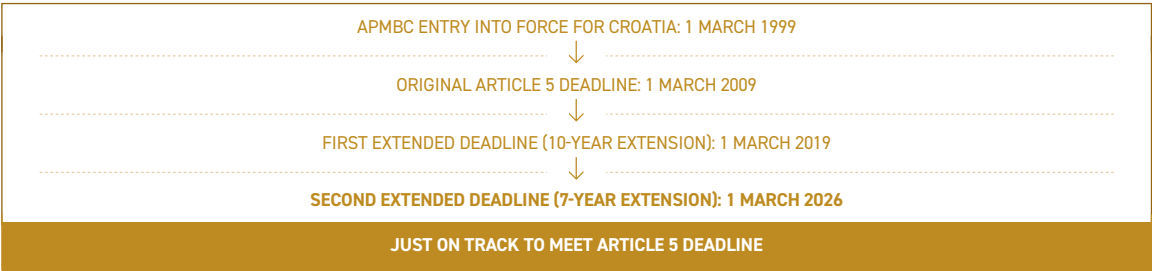 APMBC ENTRY INTO FORCE FOR CROATIA: 1 MARCH 1999
ORIGINAL ARTICLE 5 DEADLINE: 1 MARCH 2009
FIRST EXTENDED DEADLINE (10-YEAR EXTENSION): 1 MARCH 2019
SECOND EXTENDED DEADLINE (7-YEAR EXTENSION): 1 MARCH 2026
JUST ON TRACK TO MEET ARTICLE 5 DEADLINE